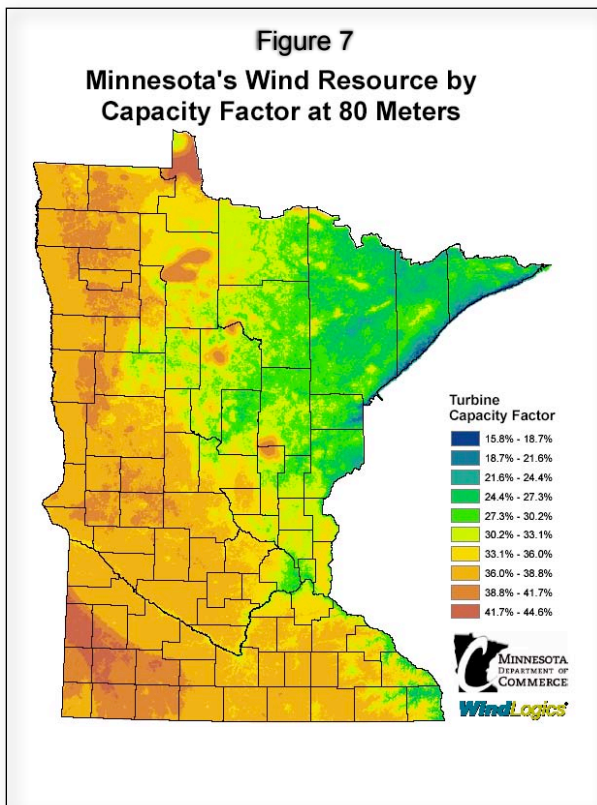 Figure 7
Minnesota's Wind Resource by
Capacity Factor at 80 Meters
Turbine
Capacity Factor
15.8% - 18.7%
18.7% - 21.6%
21.6% - 24.4%
24.4% - 27.3%
27.3% - 30.2%
30.2% - 33.1%
33.1% - 36.0%
36.0% - 38.8%
38.8% - 41.7%
41.7% - 44.6%
MINNESOTA
DEPARTMENT OF
COMMERCE
WindLogics